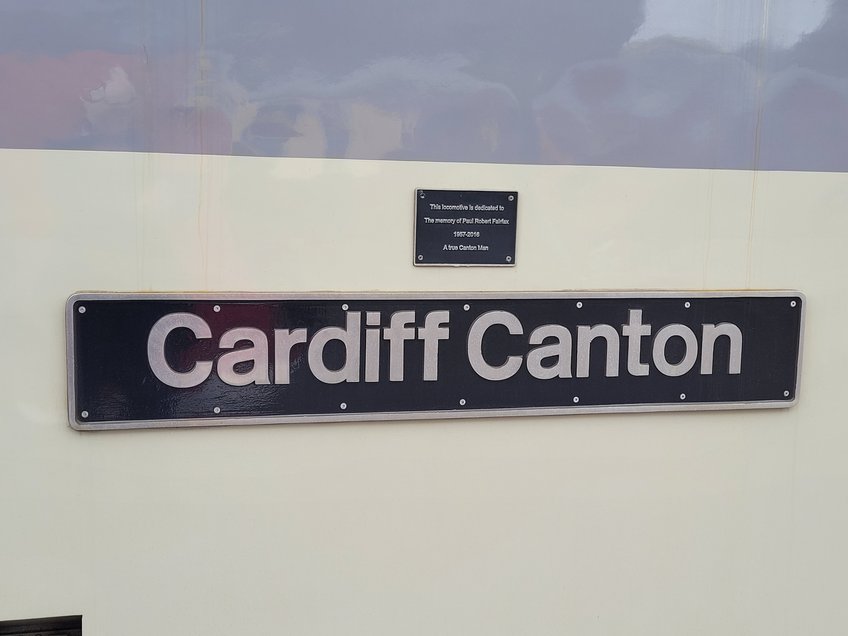 This locomotive is dedicated to
The memory of Paul Robert Fairfax
1957-2016
A true Canton Man
Cardiff Canton